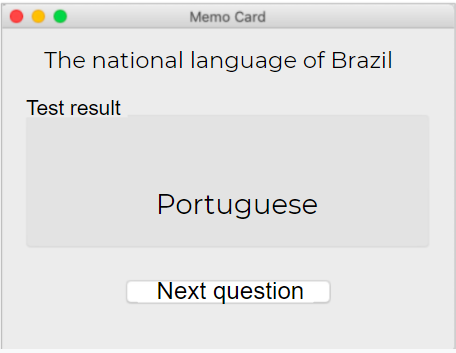 Memo Card
The national language of Brazil
Test result
Portuguese
Next question